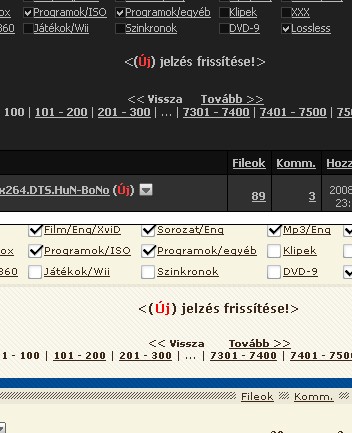 ox Programok/ISO Programok/egyéb Klipek XXX
360 Játékok/Wii Szinkronok DVD-9 Lossless
<(Új) jelzés frissítése!>
<< Vissza Tovább >>
100 | 101 - 200 | 201 - 300 | ... | 7301 - 7400 | 7401 - 7500 | 750
Fileok Komm. Hozz
x264.DTS.HuN-BoNo (Új) 89 3 2008
23:
Film/Eng/XviD Sorozat/Eng Mp3/Eng
ox Programok/ISO Programok/egyéb Klipek
360 Játékok/Wii Szinkronok DVD-9
<(Új) jelzés frissítése!>
<< Vissza Tovább >>
1 - 100 | 101 - 200 | 201 - 300 | ... | 7301 - 7400 | 7401 - 7500
Fileok Komm.